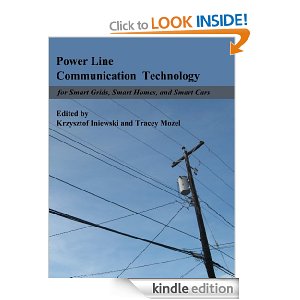 Click to
LOOK INSIDE!
Power Line
Communication Technology
for Smart Grids, Smart Homes, and Smart Cars
Edited by
Krzysztof Iniewski and Tracey Mozel
kindle edition